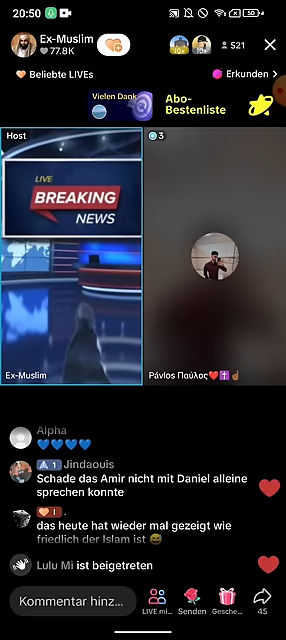 20:50
Ex-Muslim
77.8K
10+
10+
521
Beliebte LIVEs
Erkunden >
Vielen Dank
Abo-
Bestenliste
Host
3
LIVE
BREAKING
NEWS
Ex-Muslim
Pávlos Παύλος❤️✝️☝🏽
Alpha
💙💙💙💙
1 Jindaouis
Schade das Amir nicht mit Daniel alleine
sprechen konnte
❤️ I .
das heute hat wieder mal gezeigt wie
friedlich der Islam ist 😅
Lulu Mi ist beigetreten
Kommentar hinz...
LIVE mi...
Senden
Gesche...
45